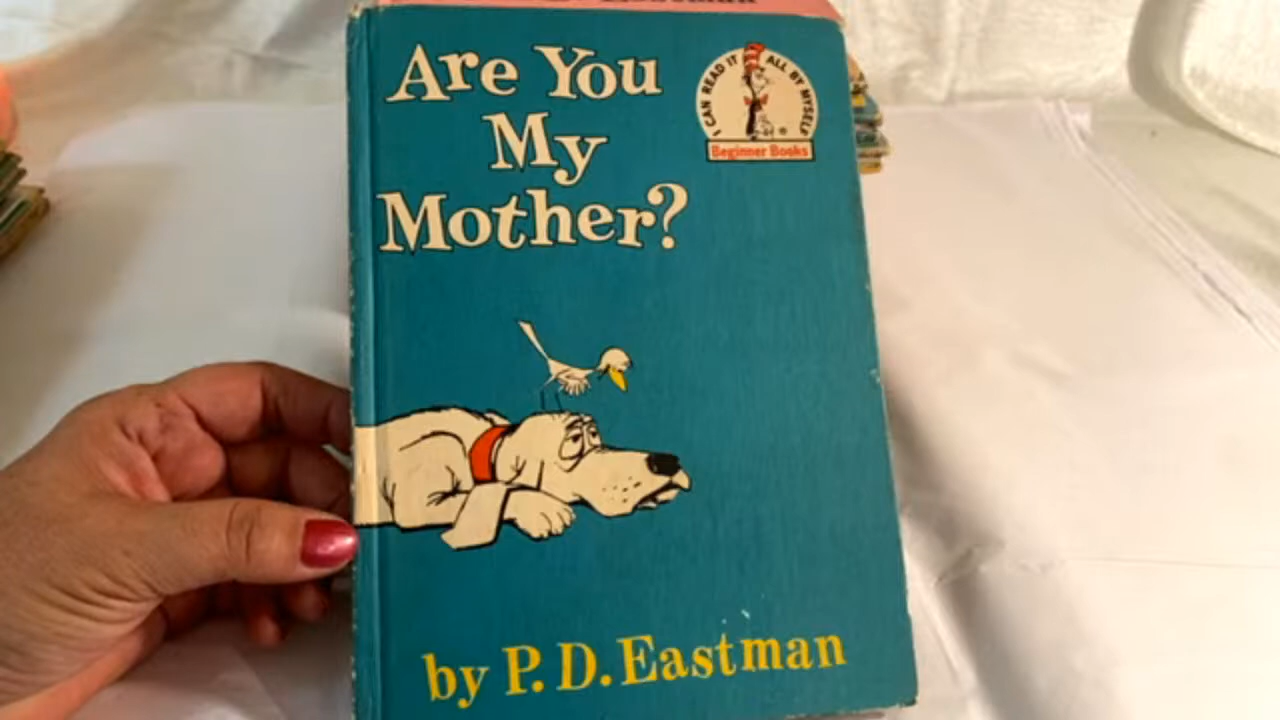 Are You
My
Mother?
I CAN READ IT ALL BY MYSELF
Beginner Books
by P. D. Eastman